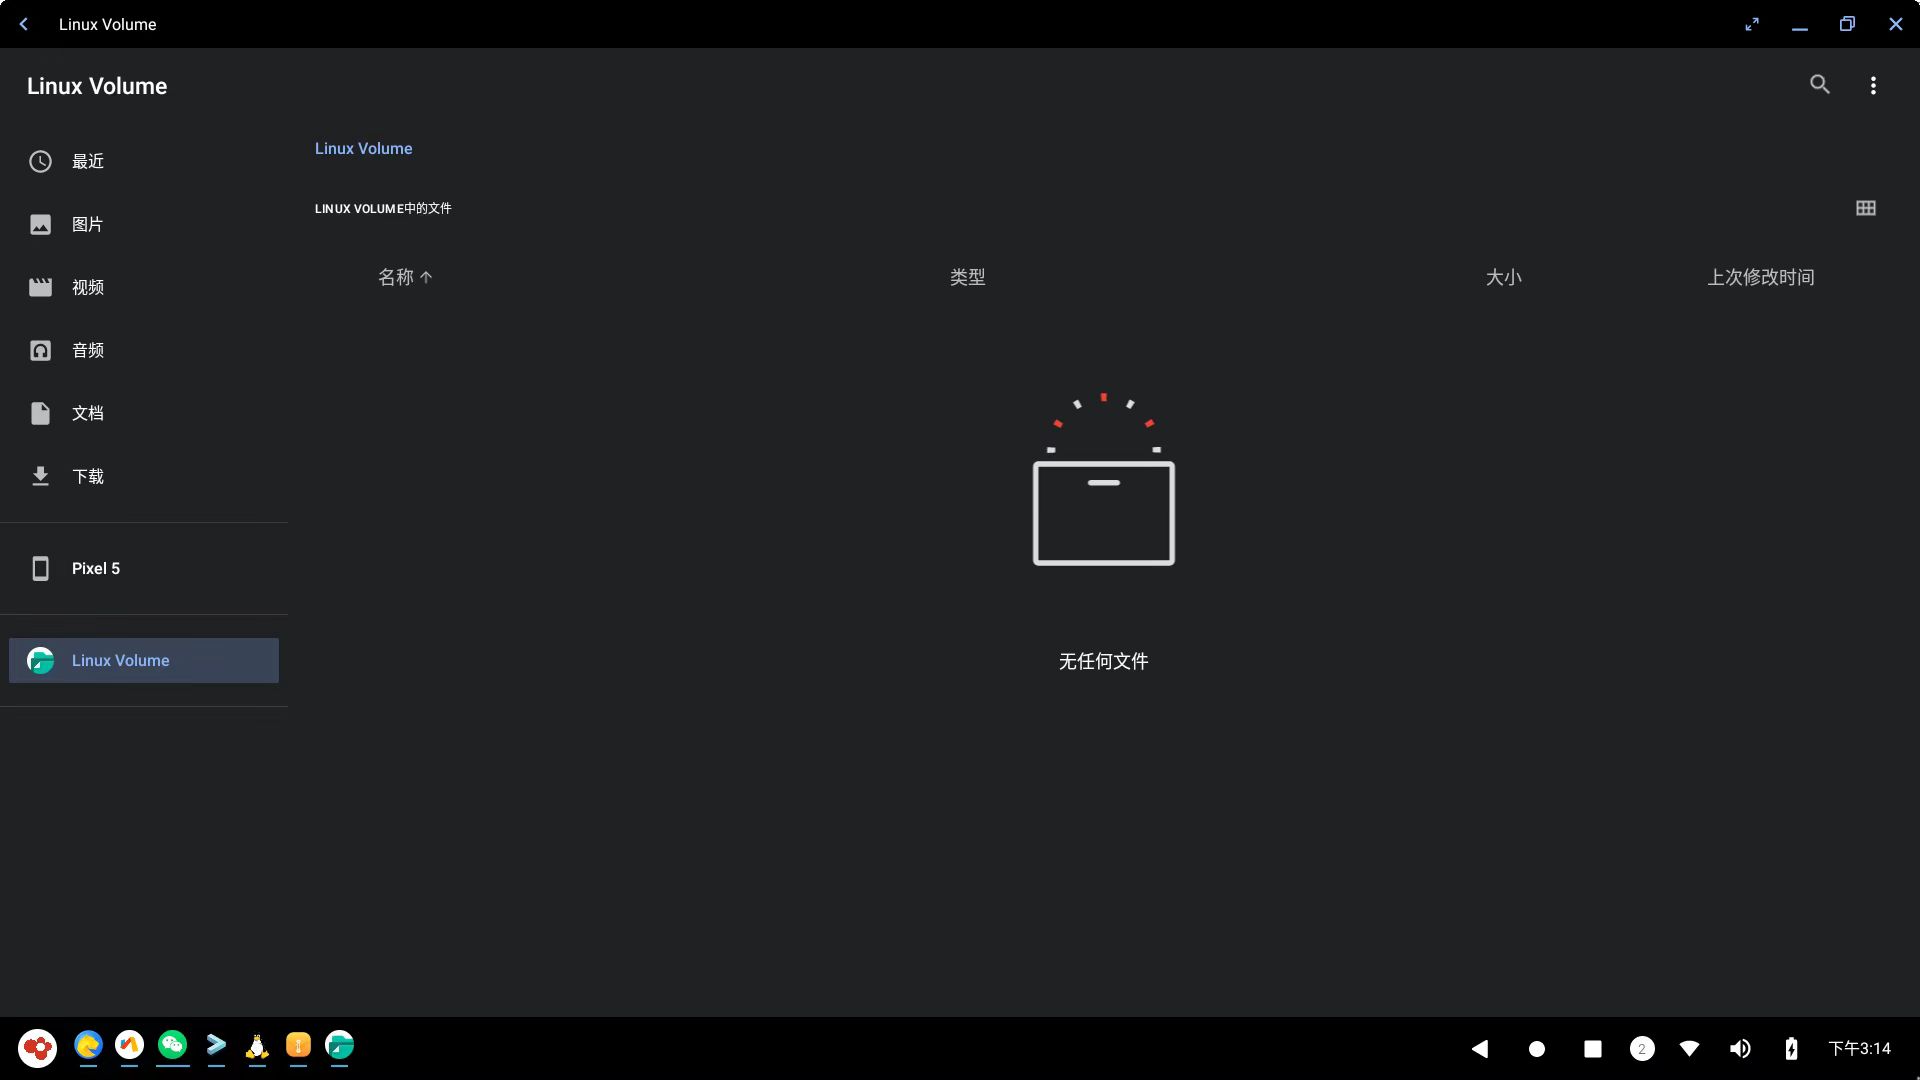 Linux Volume
Linux Volume
最近
图片
视频
音频
文档
下载
Pixel 5
Linux Volume
Linux Volume
LINUX VOLUME中的文件
名称 类型 大小 上次修改时间
无任何文件
2 下午3:14